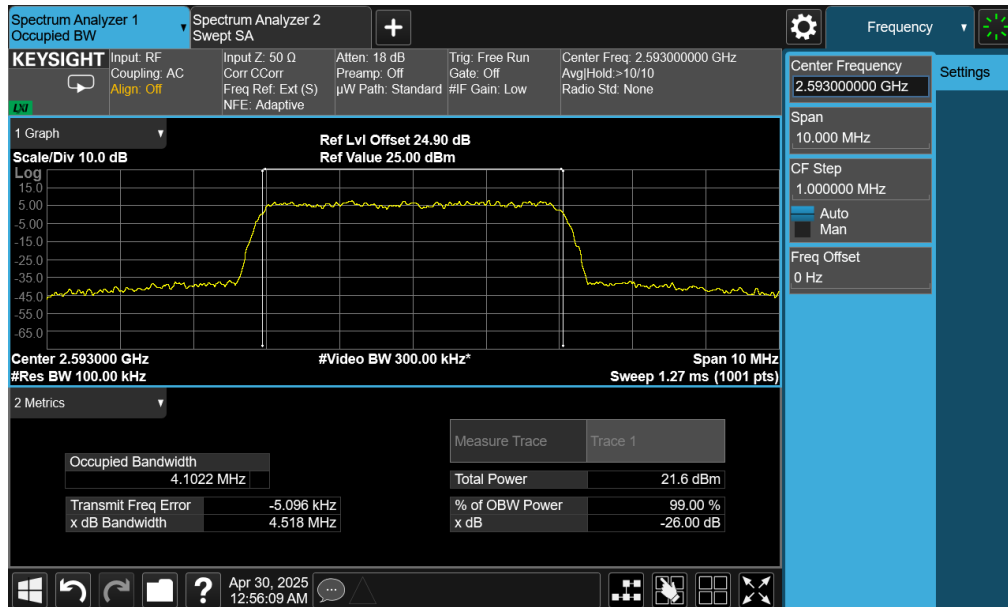 Spectrum Analyzer 1
Occupied BW
Spectrum Analyzer 2
Swept SA
Frequency
KEYSIGHT
LXI
Input: RF
Coupling: AC
Align: Off
Input Z: 50 Ω
Corr CCorr
Freq Ref: Ext (S)
NFE: Adaptive
Atten: 18 dB
Preamp: Off
µW Path: Standard
Trig: Free Run
Gate: Off
#IF Gain: Low
Center Freq: 2.593000000 GHz
Avg|Hold:>10/10
Radio Std: None
Center Frequency
2.593000000 GHz
Settings
Span
10.000 MHz
CF Step
1.000000 MHz
Auto
Man
Freq Offset
0 Hz
1 Graph
Scale/Div 10.0 dB
Ref Lvl Offset 24.90 dB
Ref Value 25.00 dBm
Log
15.0
5.00
-5.00
-15.0
-25.0
-35.0
-45.0
-55.0
-65.0
Center 2.593000 GHz
#Res BW 100.00 kHz
#Video BW 300.00 kHz*
Span 10 MHz
Sweep 1.27 ms (1001 pts)
2 Metrics
Measure Trace
Trace 1
Occupied Bandwidth
4.1022 MHz
Total Power
21.6 dBm
Transmit Freq Error
-5.096 kHz
% of OBW Power
99.00 %
x dB Bandwidth
4.518 MHz
x dB
-26.00 dB
?
Apr 30, 2025
12:56:09 AM